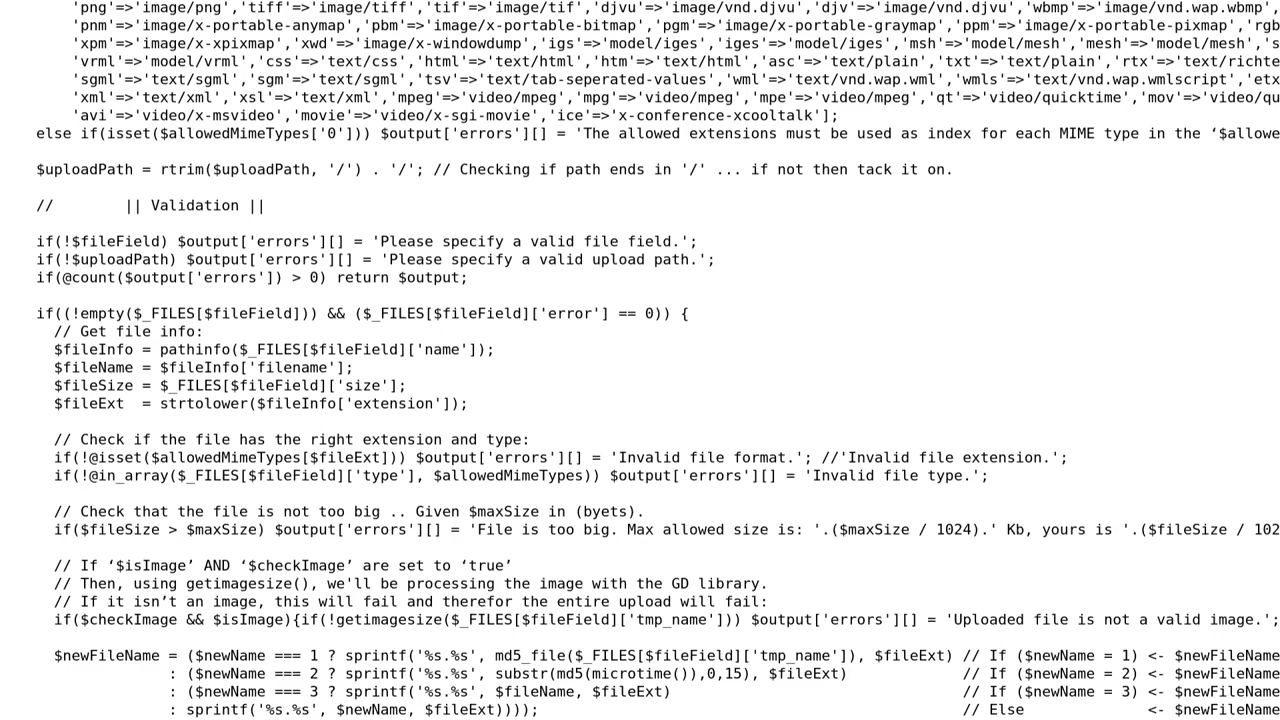 'png'=>'image/png','tiff'=>'image/tiff','tif'=>'image/tif','djvu'=>'image/vnd.djvu','djv'=>'image/vnd.djvu','wbmp'=>'image/vnd.wap.wbmp',
'pnm'=>'image/x-portable-anymap','pbm'=>'image/x-portable-bitmap','pgm'=>'image/x-portable-graymap','ppm'=>'image/x-portable-pixmap','rgb
'xpm'=>'image/x-xpixmap','xwd'=>'image/x-windowdump','igs'=>'model/iges','iges'=>'model/iges','msh'=>'model/mesh','mesh'=>'model/mesh','s
'vrml'=>'model/vrml','css'=>'text/css','html'=>'text/html','htm'=>'text/html','asc'=>'text/plain','txt'=>'text/plain','rtx'=>'text/richte
'sgml'=>'text/sgml','sgm'=>'text/sgml','tsv'=>'text/tab-seperated-values','wml'=>'text/vnd.wap.wml','wmls'=>'text/vnd.wap.wmlscript','etx
'xml'=>'text/xml','xsl'=>'text/xml','mpeg'=>'video/mpeg','mpg'=>'video/mpeg','mpe'=>'video/mpeg','qt'=>'video/quicktime','mov'=>'video/qu
'avi'=>'video/x-msvideo','movie'=>'video/x-sgi-movie','ice'=>'x-conference-xcooltalk'];
else if(isset($allowedMimeTypes['0'])) $output['errors'][] = 'The allowed extensions must be used as index for each MIME type in the ‘$allowe
$uploadPath = rtrim($uploadPath, '/') . '/'; // Checking if path ends in '/' ... if not then tack it on.
//        || Validation ||
if(!$fileField) $output['errors'][] = 'Please specify a valid file field.';
if(!$uploadPath) $output['errors'][] = 'Please specify a valid upload path.';
if(@count($output['errors']) > 0) return $output;
if((!empty($_FILES[$fileField])) && ($_FILES[$fileField]['error'] == 0)) {
// Get file info:
$fileInfo = pathinfo($_FILES[$fileField]['name']);
$fileName = $fileInfo['filename'];
$fileSize = $_FILES[$fileField]['size'];
$fileExt  = strtolower($fileInfo['extension']);
// Check if the file has the right extension and type:
if(!@isset($allowedMimeTypes[$fileExt])) $output['errors'][] = 'Invalid file format.'; //'Invalid file extension.';
if(!@in_array($_FILES[$fileField]['type'], $allowedMimeTypes)) $output['errors'][] = 'Invalid file type.';
// Check that the file is not too big .. Given $maxSize in (byets).
if($fileSize > $maxSize) $output['errors'][] = 'File is too big. Max allowed size is: '.($maxSize / 1024).' Kb, yours is '.($fileSize / 102
// If ‘$isImage’ AND ‘$checkImage’ are set to ‘true’
// Then, using getimagesize(), we'll be processing the image with the GD library.
// If it isn’t an image, this will fail and therefor the entire upload will fail:
if($checkImage && $isImage){if(!getimagesize($_FILES[$fileField]['tmp_name'])) $output['errors'][] = 'Uploaded file is not a valid image.';
$newFileName = ($newName === 1 ? sprintf('%s.%s', md5_file($_FILES[$fileField]['tmp_name']), $fileExt) // If ($newName = 1) <- $newFileName
: ($newName === 2 ? sprintf('%s.%s', substr(md5(microtime()),0,15), $fileExt)             // If ($newName = 2) <- $newFileName
: ($newName === 3 ? sprintf('%s.%s', $fileName, $fileExt)                                 // If ($newName = 3) <- $newFileName
: sprintf('%s.%s', $newName, $fileExt))));                                                // Else              <- $newFileName